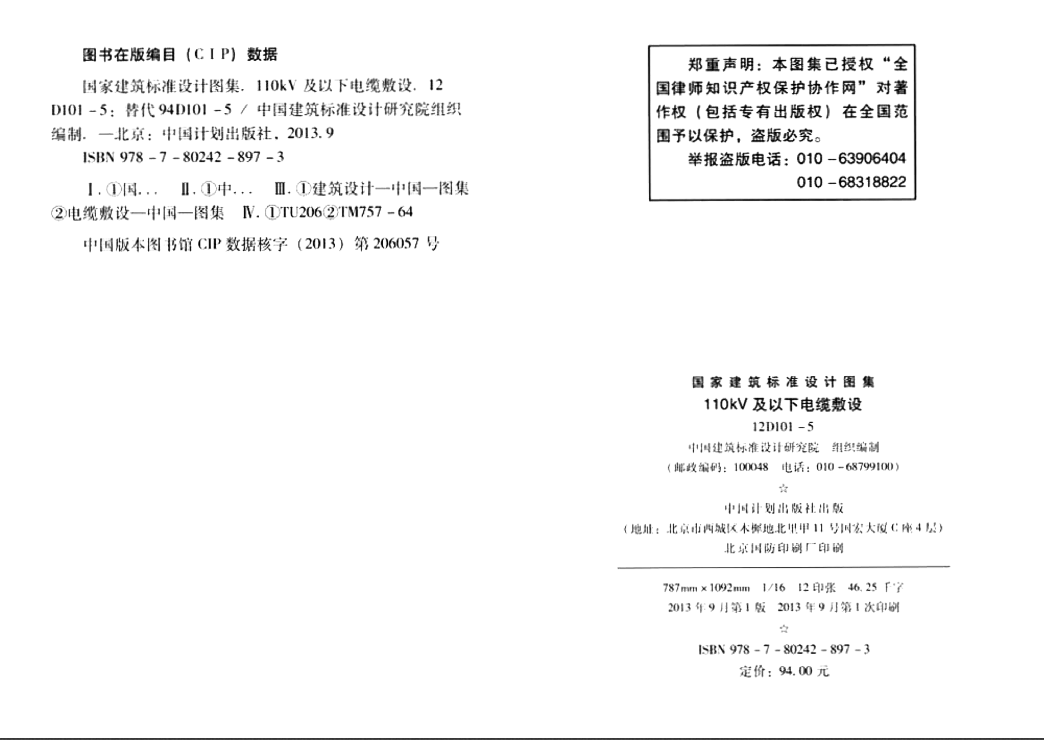 图书在版编目（CIP）数据
国家建筑标准设计图集. 110kV 及以下电缆敷设. 12
D101-5：替代 94D101-5 / 中国建筑标准设计研究院组织
编制. —北京：中国计划出版社，2013.9
ISBN 978-7-80242-897-3
Ⅰ.①国… Ⅱ.①中… Ⅲ.①建筑设计—中国—图集
②电缆敷设—中国—图集 Ⅳ.①TU206②TM757-64
中国版本图书馆 CIP 数据核字（2013）第 206057 号
郑重声明：本图集已授权“全
国律师知识产权保护协作网”对著
作权（包括专有出版权）在全国范
围予以保护，盗版必究。
举报盗版电话：010-63906404
010-68318822
国家建筑标准设计图集
110kV 及以下电缆敷设
12D101-5
中国建筑标准设计研究院 组织编制
（邮政编码：100048 电话：010-68799100）
☆
中国计划出版社出版
（地址：北京市西城区木樨地北里甲 11 号国宏大厦 C 座 4 层）
北京国防印刷厂印刷
787mm×1092mm 1/16 12 印张 46.25 千字
2013 年 9 月第 1 版 2013 年 9 月第 1 次印刷
☆
ISBN 978-7-80242-897-3
定价：94.00 元